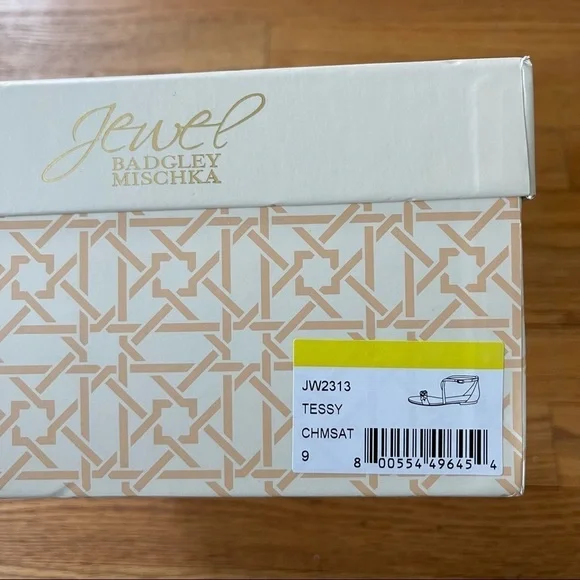 Jewel
BADGLEY
MISCHKA
JW2313
TESSY
CHMSAT
9
8 00554 49645 4